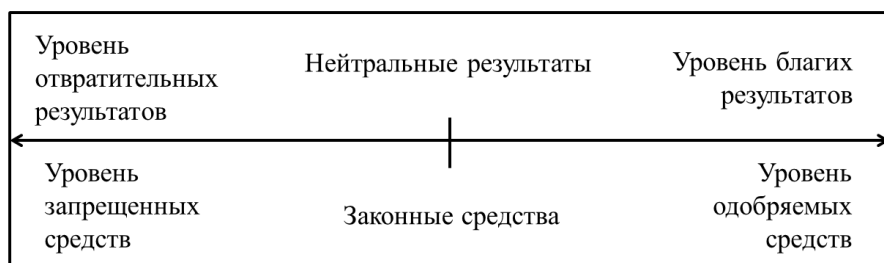 Уровень
отвратительных
результатов
Нейтральные результаты
Уровень благих
результатов
Уровень
запрещенных
средств
Законные средства
Уровень
одобряемых
средств